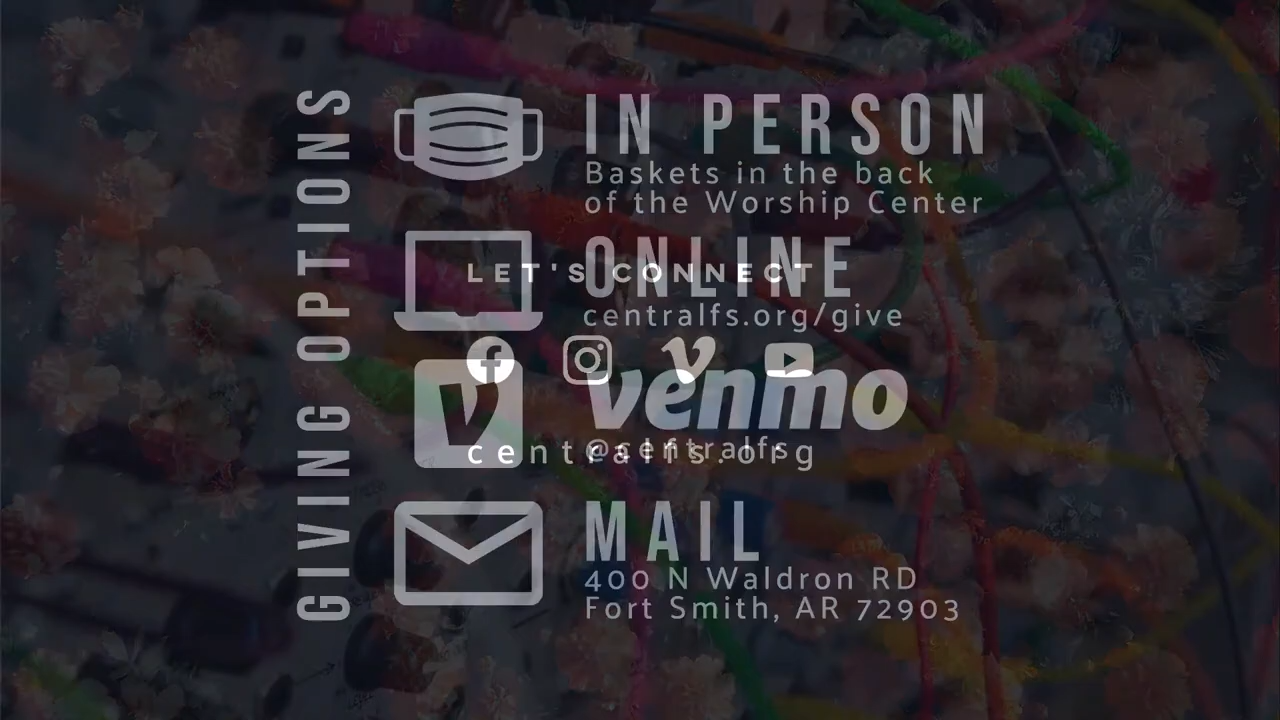 GIVING OPTIONS
IN PERSON
Baskets in the back
of the Worship Center
ONLINE
LET'S CONNECT
centralfs.org/give
venmo
@centralfs
centralfs.org
MAIL
400 N Waldron RD
Fort Smith, AR 72903